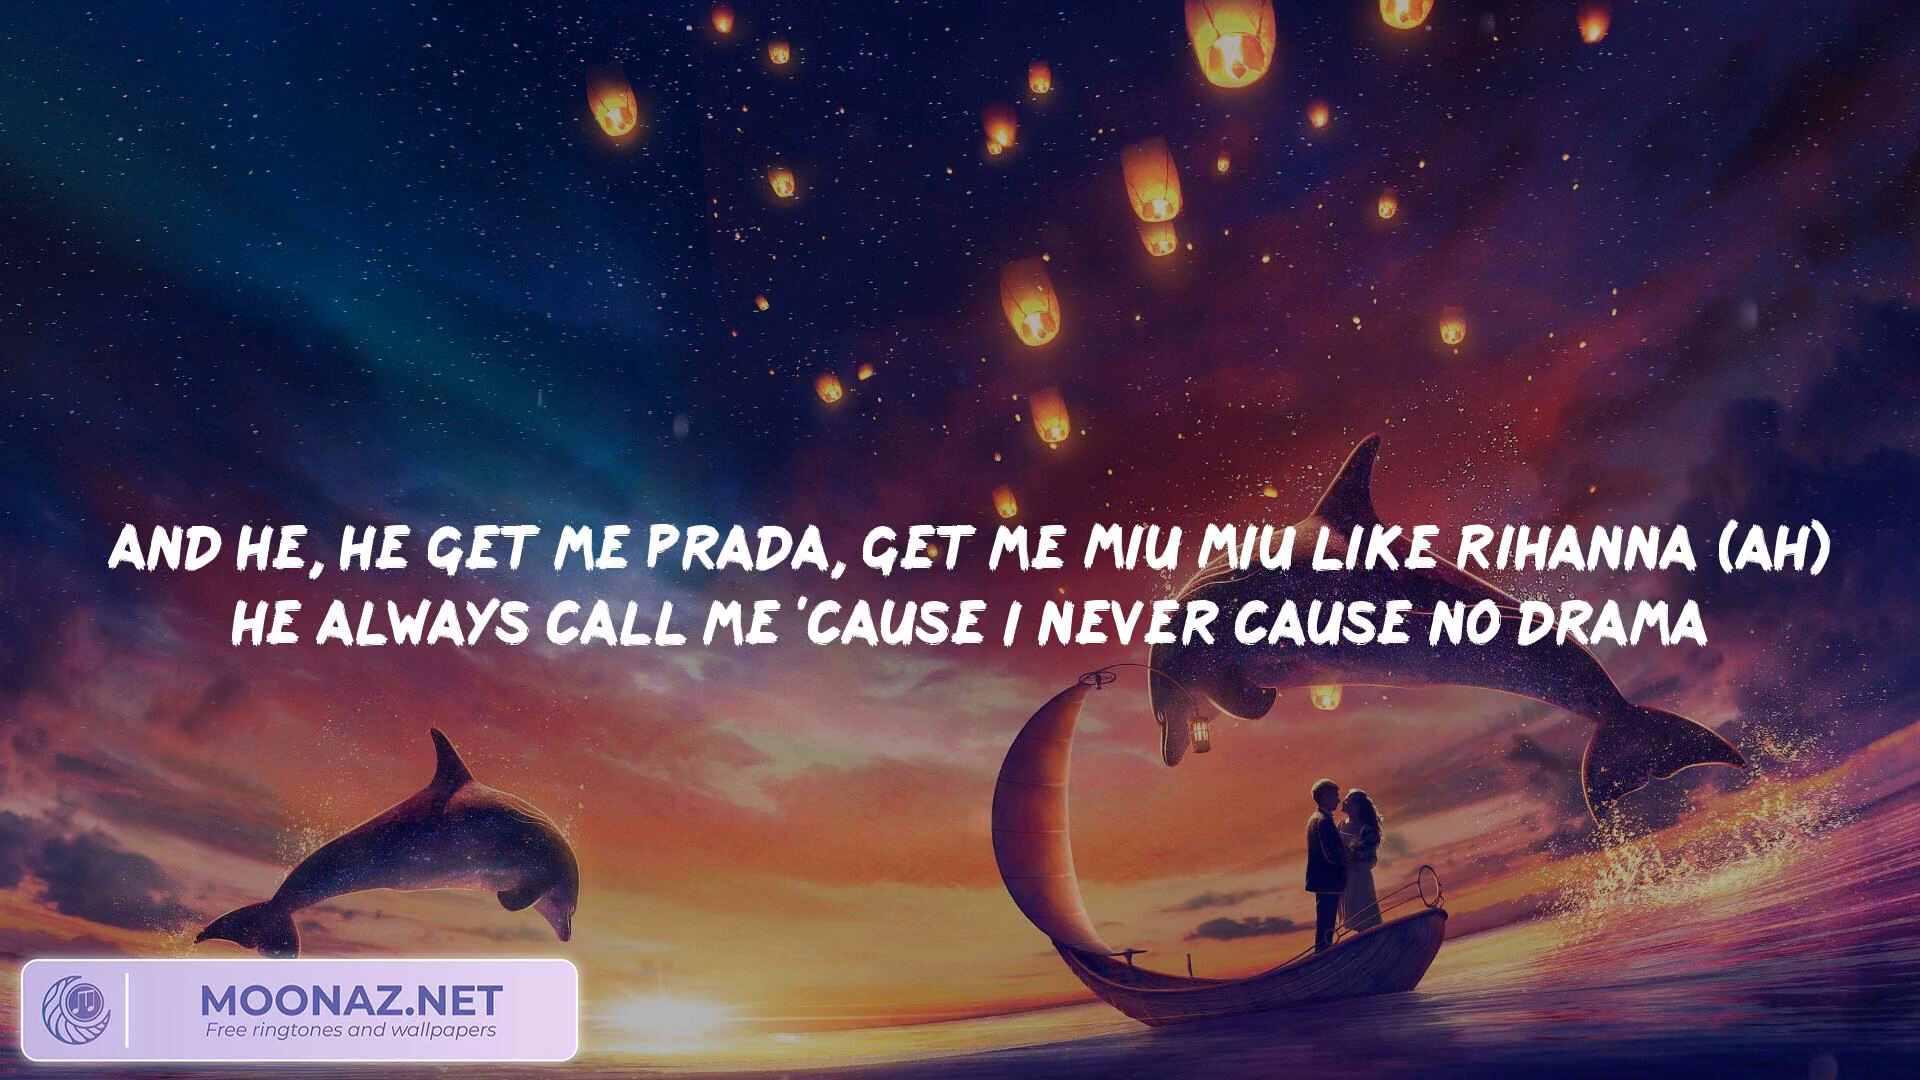 AND HE, HE GET ME PRADA, GET ME MIU MIU LIKE RIHANNA (AH)
HE ALWAYS CALL ME 'CAUSE I NEVER CAUSE NO DRAMA
MOONAZ.NET
Free ringtones and wallpapers